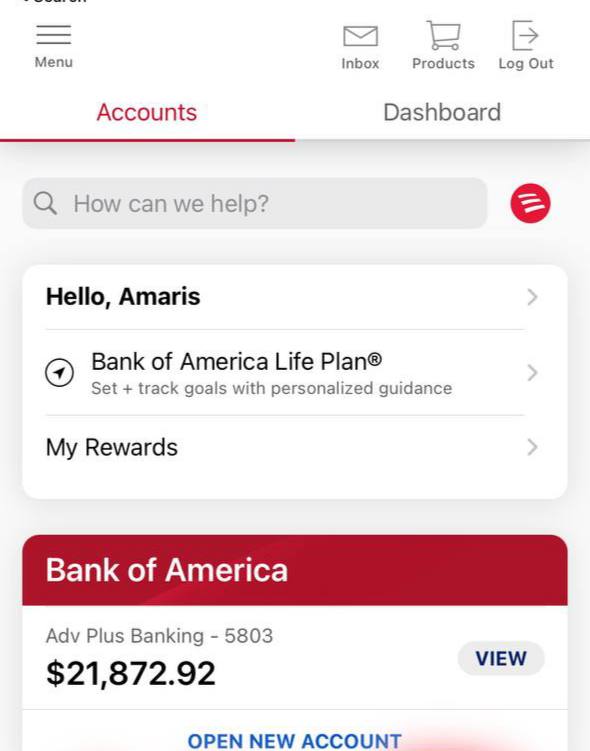 Search
Menu
Inbox
Products
Log Out
Accounts
Dashboard
How can we help?
Hello, Amaris
Bank of America Life Plan®
Set + track goals with personalized guidance
My Rewards
Bank of America
Adv Plus Banking - 5803
$21,872.92
VIEW
OPEN NEW ACCOUNT